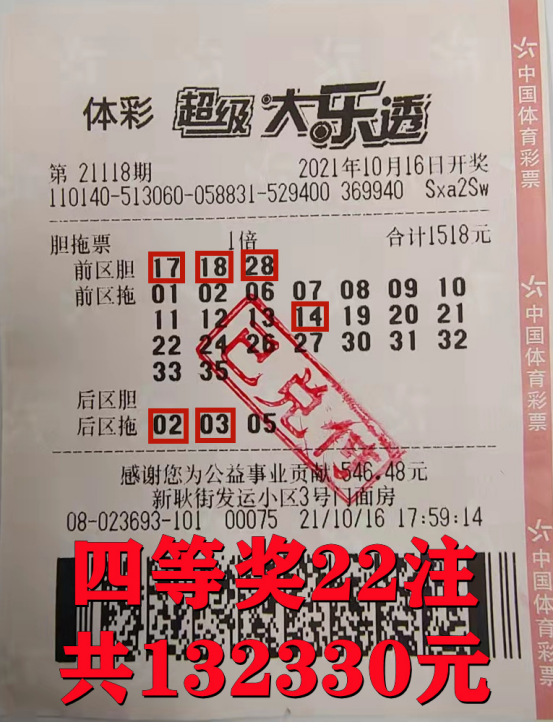 体彩 超级大乐透
第 21118期 2021年10月16日开奖
110140-513060-058831-529400 369940 Sxa2Sw
胆拖票 1倍 合计1518元
前区胆 17 18 28
前区拖 01 02 06 07 08 09 10
11 12 13 14 19 20 21
22 24 26 27 30 31 32
33 35
后区胆
后区拖 02 03 05
已兑付
感谢您为公益事业贡献 546.48元
新耿街发运小区3号门面房
08-023693-101 00075 21/10/16 17:59:14
四等奖22注
共132330元
中国体育彩票
中国体育彩票
中国体育彩票